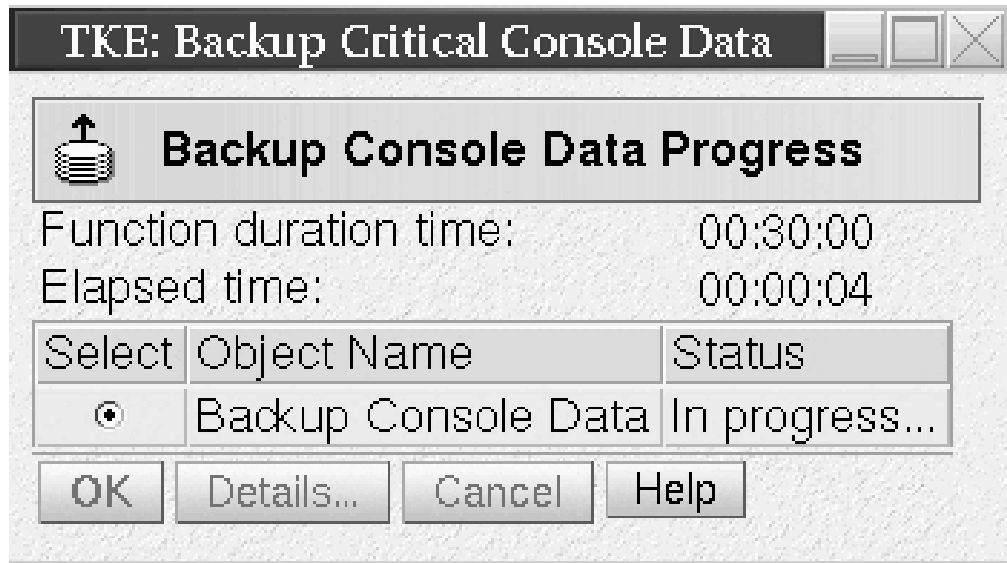 TKE: Backup Critical Console Data
Backup Console Data Progress
Function duration time: 00:30:00
Elapsed time: 00:00:04
Select Object Name Status
Backup Console Data In progress...
OK Details... Cancel Help